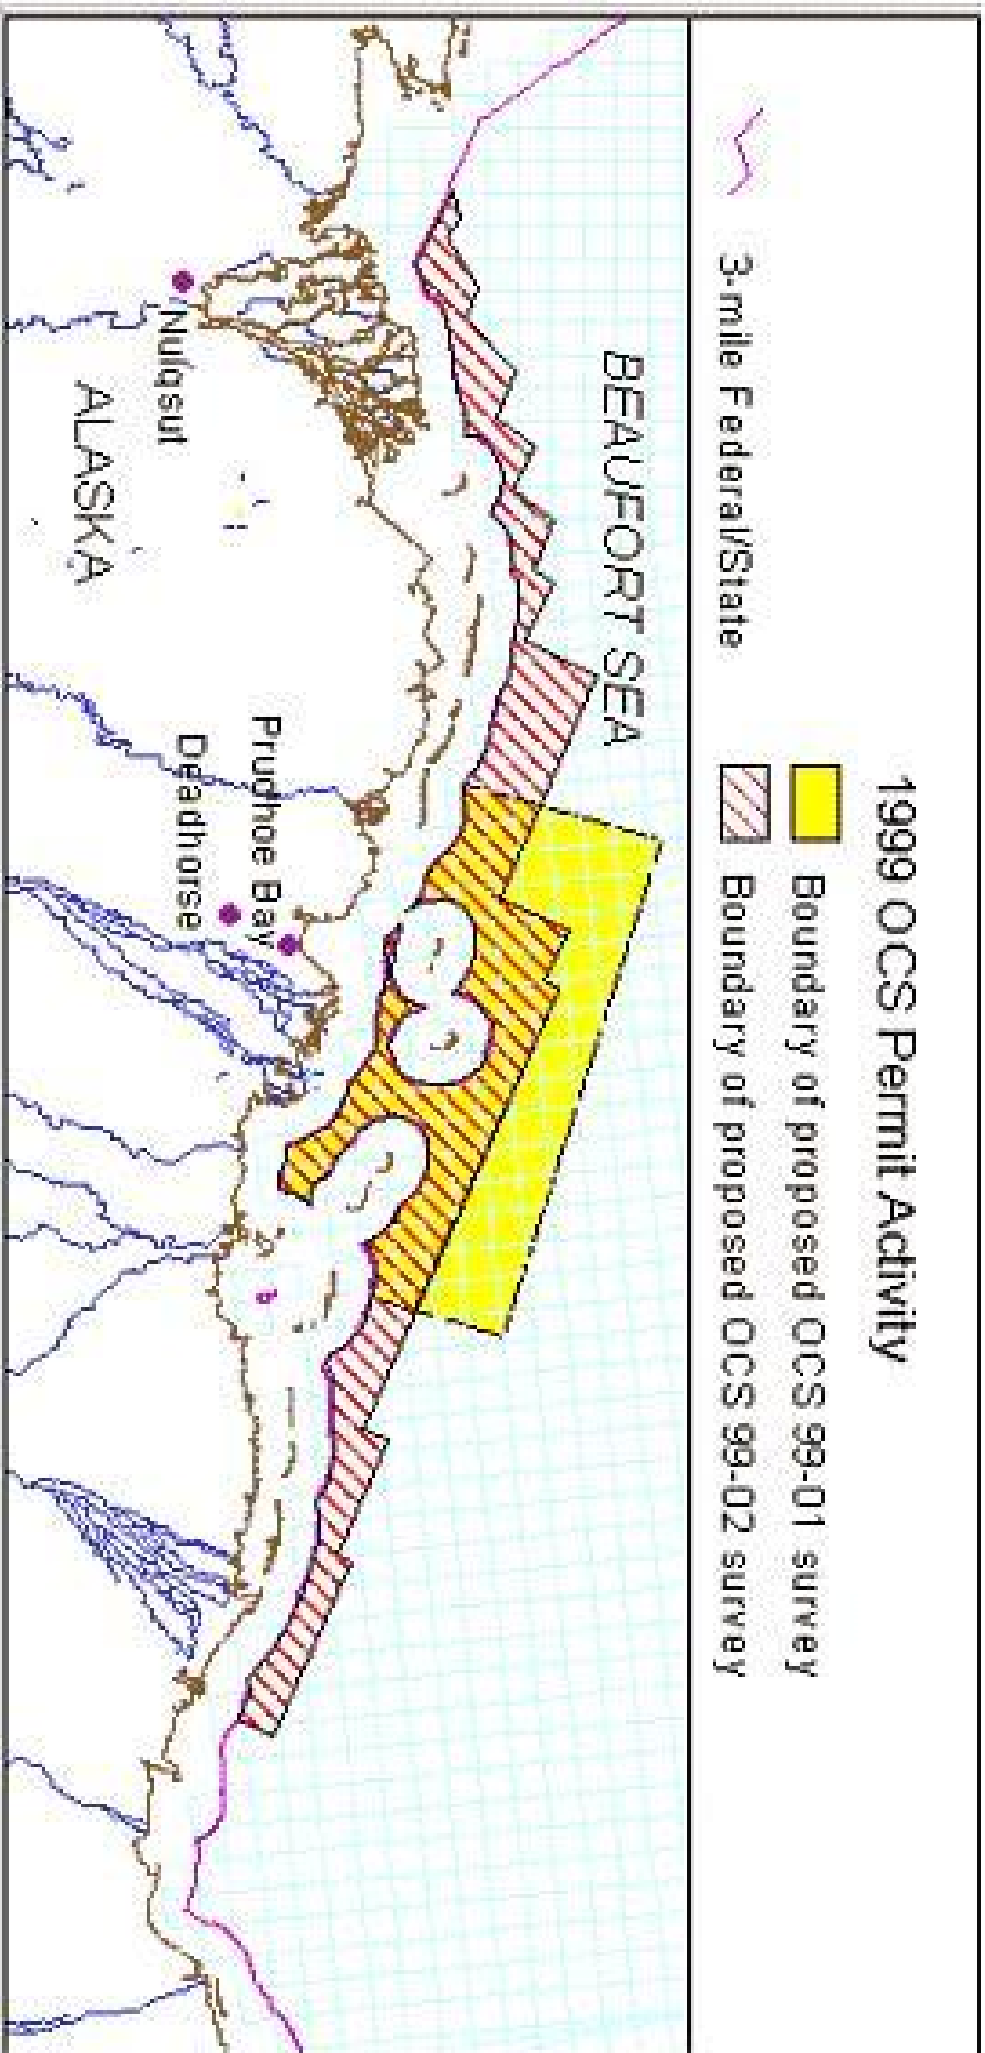 1999 OCS Permit Activity
3-mile Federal/State
Boundary of proposed OCS 99-01 survey
Boundary of proposed OCS 99-02 survey
BEAUFORT SEA
Nuiqsut
Prudhoe Bay
Deadhorse
ALASKA